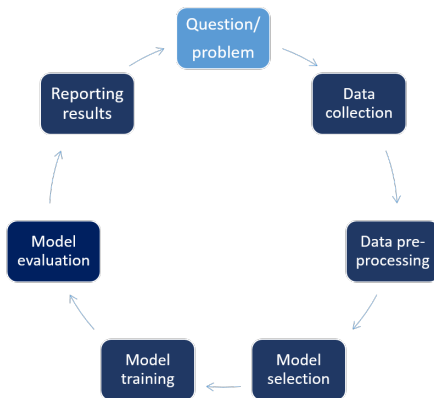 Question/
problem
Data
collection
Data pre-
processing
Model
selection
Model
training
Model
evaluation
Reporting
results